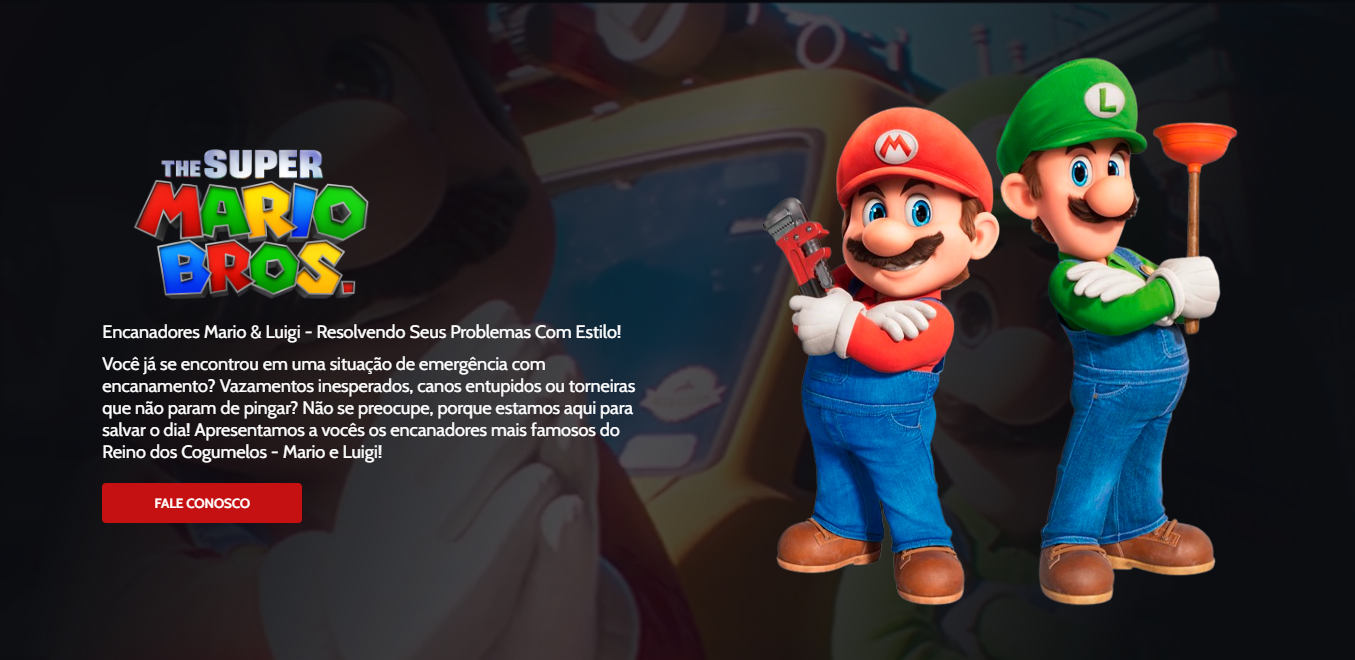 THE SUPER
MARIO
BROS.
Encanadores Mario & Luigi - Resolvendo Seus Problemas Com Estilo!
Você já se encontrou em uma situação de emergência com
encanamento? Vazamentos inesperados, canos entupidos ou torneiras
que não param de pingar? Não se preocupe, porque estamos aqui para
salvar o dia! Apresentamos a vocês os encanadores mais famosos do
Reino dos Cogumelos - Mario e Luigi!
FALE CONOSCO
M
L